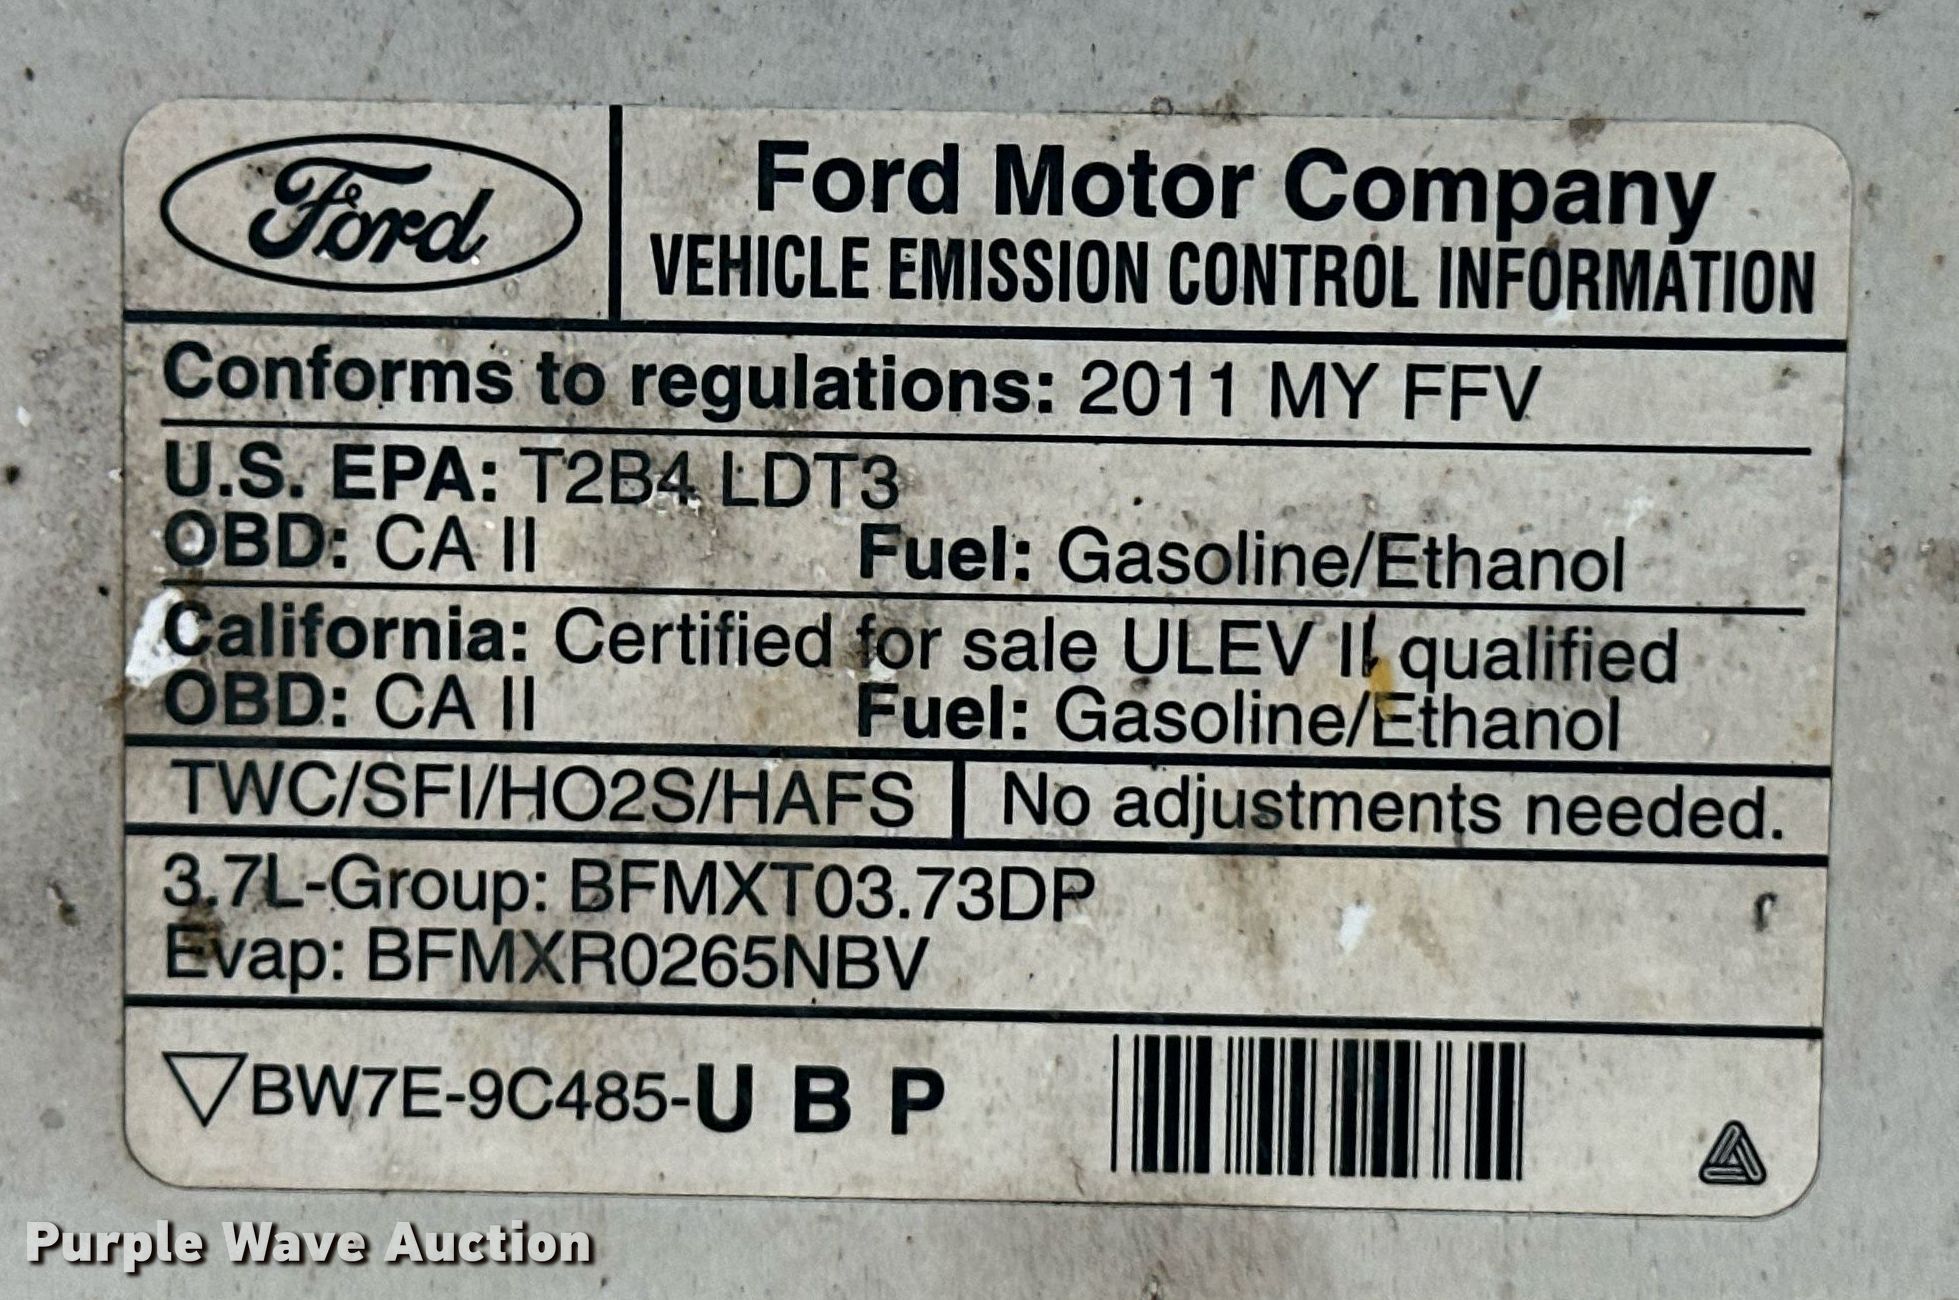 Ford
Ford Motor Company
VEHICLE EMISSION CONTROL INFORMATION
Conforms to regulations: 2011 MY FFV
U.S. EPA: T2B4 LDT3
OBD: CA II Fuel: Gasoline/Ethanol
California: Certified for sale ULEV II qualified
OBD: CA II Fuel: Gasoline/Ethanol
TWC/SFI/HO2S/HAFS No adjustments needed.
3.7L-Group: BFMXT03.73DP
Evap: BFMXR0265NBV
BW7E-9C485-U B P
Purple Wave Auction